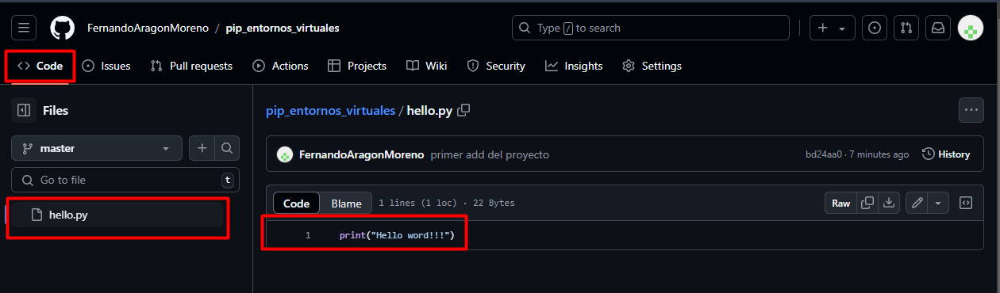 FernandoAragonMoreno / pip_entornos_virtuales Type / to search
Code Issues Pull requests Actions Projects Wiki Security Insights Settings
Files
master
Go to file t
hello.py
pip_entornos_virtuales / hello.py
FernandoAragonMoreno primer add del proyecto bd24aa0 · 7 minutes ago History
Code Blame 1 lines (1 loc) · 22 Bytes Raw
1 print("Hello word!!!")